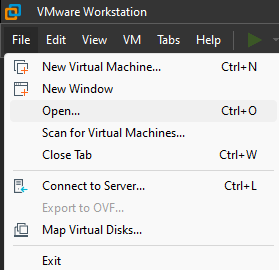 VMware Workstation
File Edit View VM Tabs Help
New Virtual Machine... Ctrl+N
New Window
Open... Ctrl+O
Scan for Virtual Machines...
Close Tab Ctrl+W
Connect to Server... Ctrl+L
Export to OVF...
Map Virtual Disks...
Exit